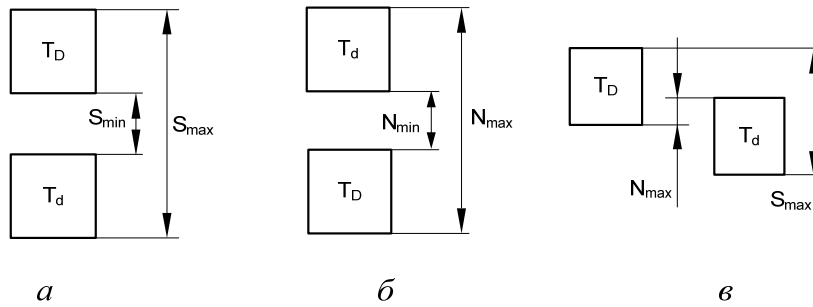 T_D
S_min
S_max
T_d
а
T_d
N_min
N_max
T_D
б
T_D
T_d
N_max
S_max
в